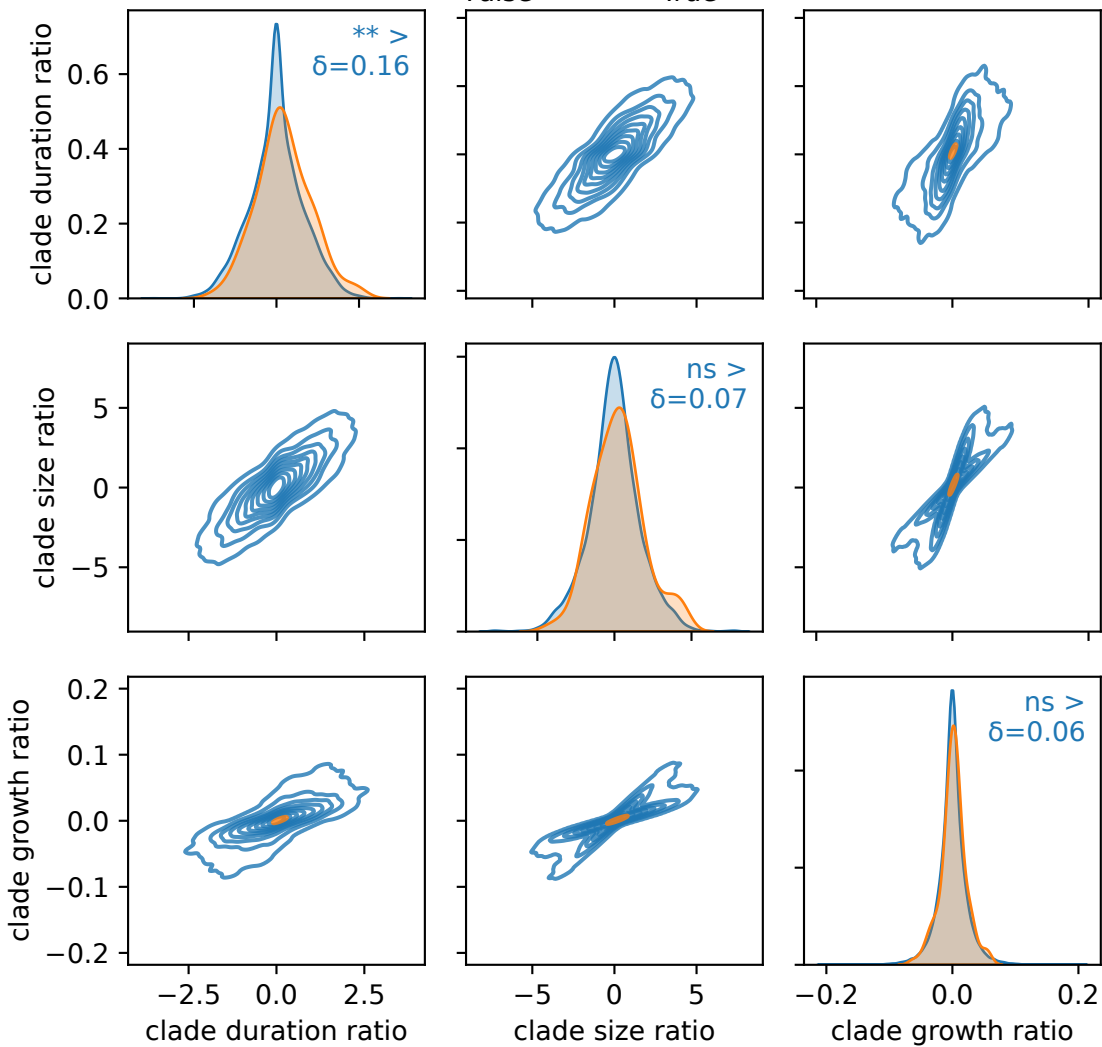 clade duration ratio
0.6
0.4
0.2
0.0
** >
δ=0.16
clade size ratio
5
0
−5
ns >
δ=0.07
clade growth ratio
0.2
0.1
0.0
−0.1
−0.2
ns >
δ=0.06
−2.5 0.0 2.5
clade duration ratio
−5 0 5
clade size ratio
−0.2 0.0 0.2
clade growth ratio